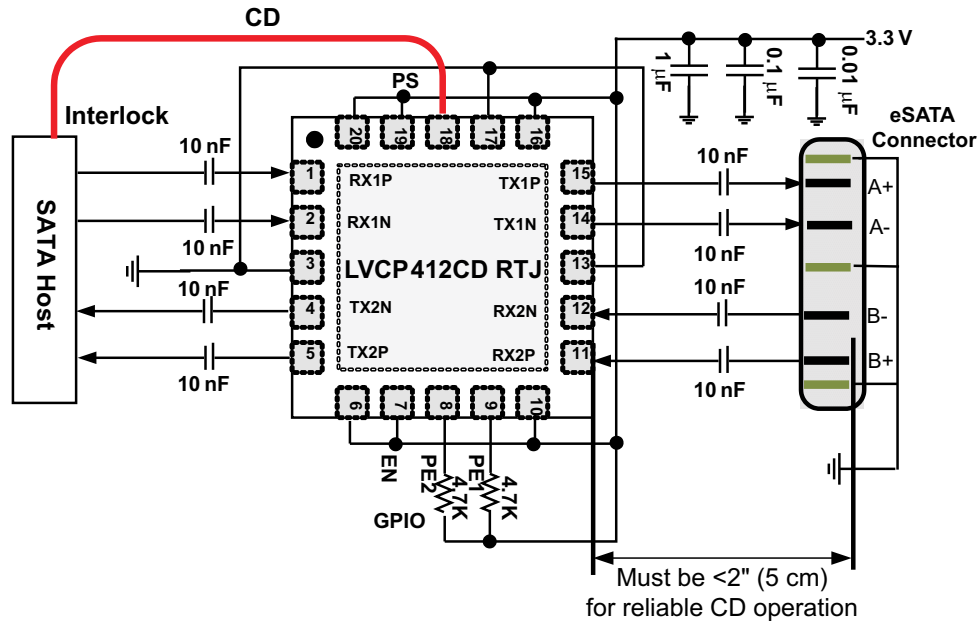 CD
3.3 V
1 µF
0.1 µF
0.01 µF
PS
Interlock
eSATA
Connector
20
19
18
17
16
10 nF
10 nF
1
RX1P
TX1P
15
A+
2
RX1N
TX1N
14
A-
10 nF
10 nF
SATA Host
3
LVCP412CD RTJ
13
10 nF
10 nF
4
TX2N
RX2N
12
B-
5
TX2P
RX2P
11
B+
10 nF
10 nF
6
7
8
9
10
EN
PE2
PE1
4.7K
4.7K
GPIO
Must be <2" (5 cm)
for reliable CD operation